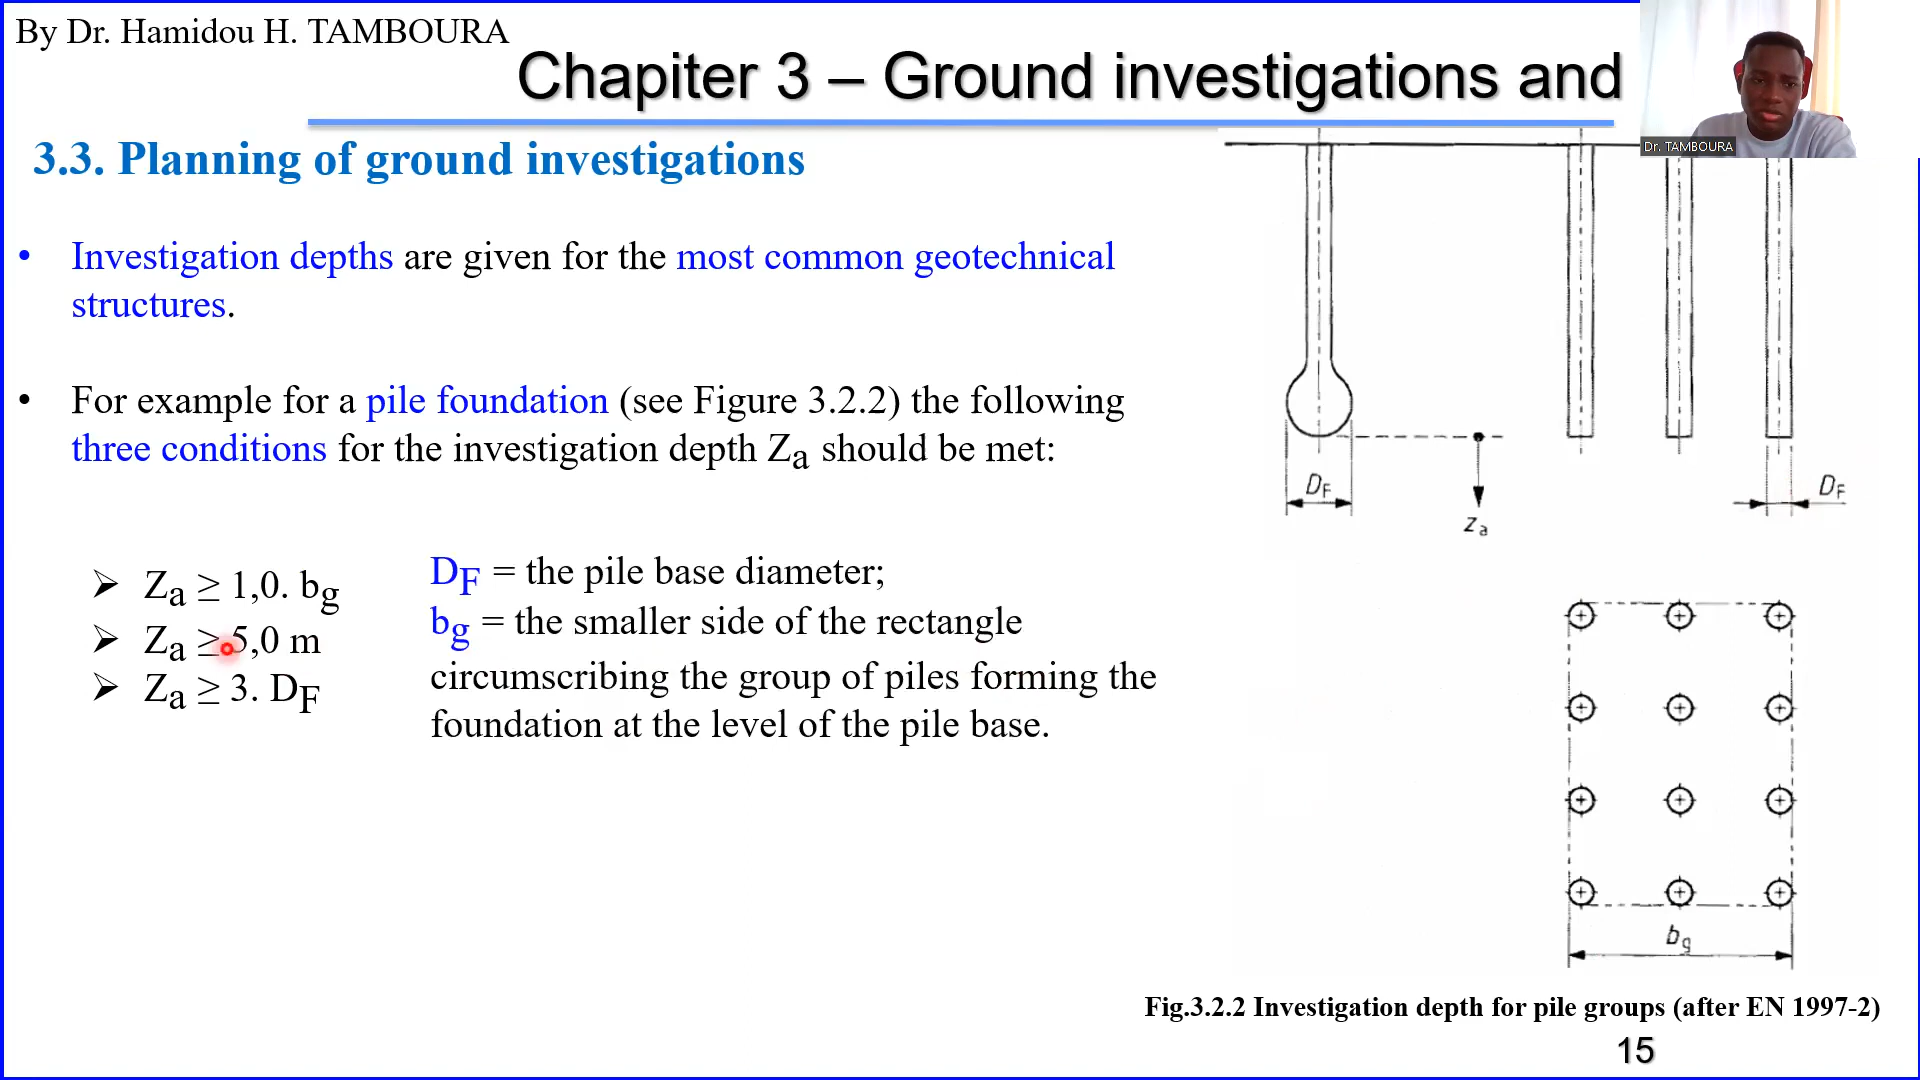 By Dr. Hamidou H. TAMBOURA
Chapiter 3 – Ground investigations and
Dr. TAMBOURA
3.3. Planning of ground investigations
• Investigation depths are given for the most common geotechnical
structures.
• For example for a pile foundation (see Figure 3.2.2) the following
three conditions for the investigation depth Za should be met:
➢ Za ≥ 1,0. bg
➢ Za ≥ 5,0 m
➢ Za ≥ 3. DF
DF = the pile base diameter;
bg = the smaller side of the rectangle
circumscribing the group of piles forming the
foundation at the level of the pile base.
DF
za
DF
bg
Fig.3.2.2 Investigation depth for pile groups (after EN 1997-2)
15